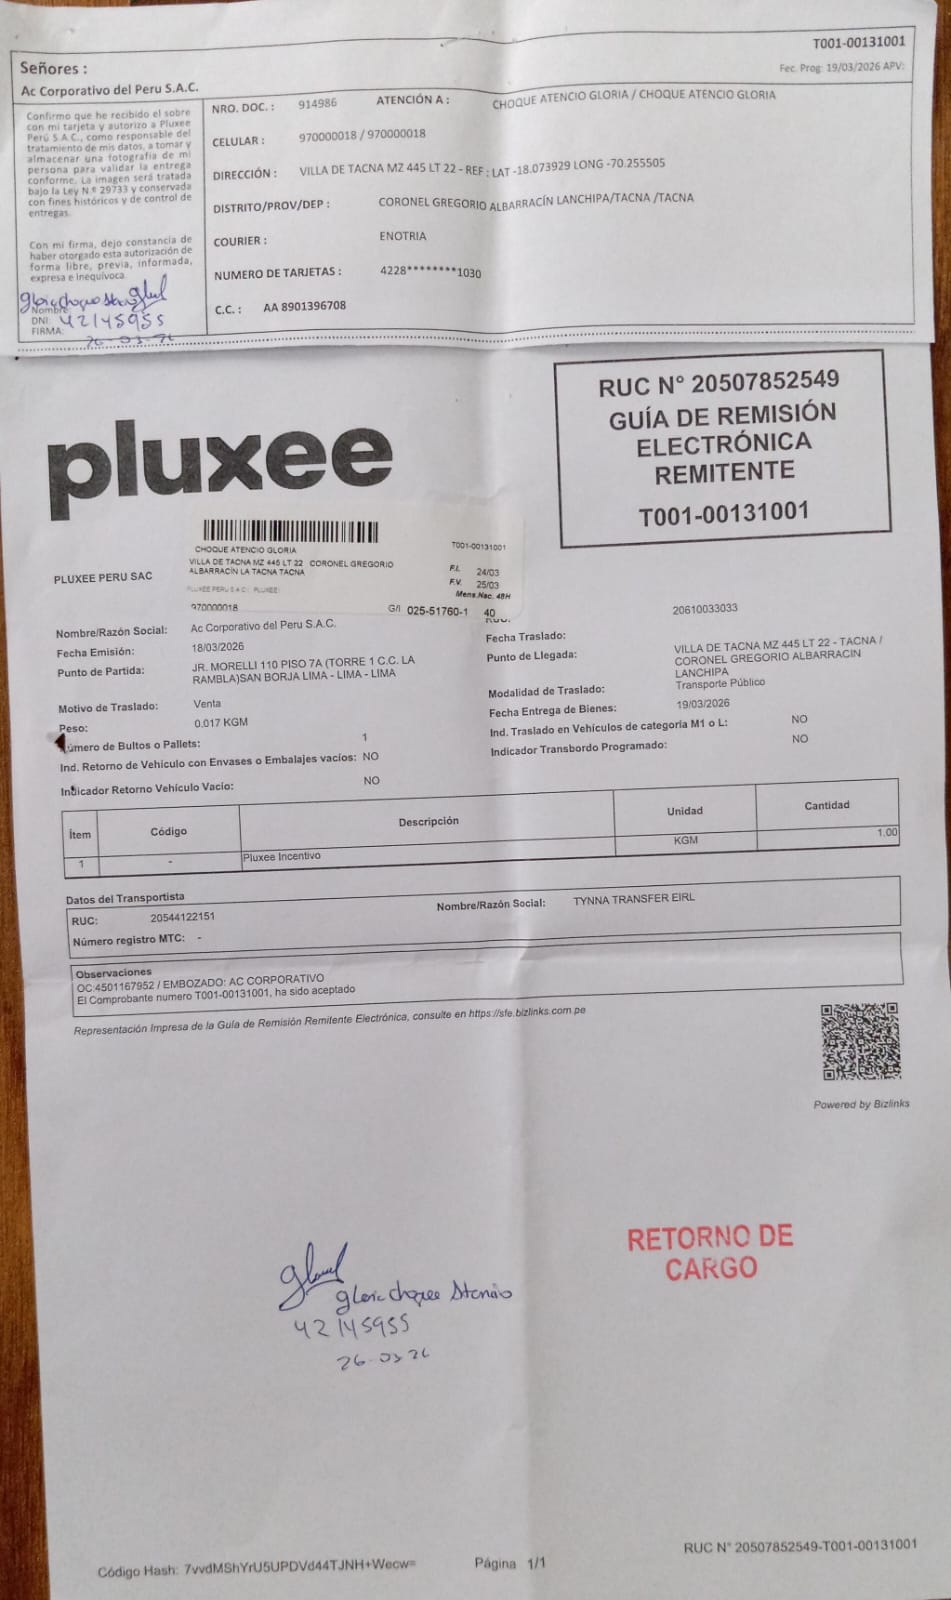 T001-00131001
Fec. Prog: 19/03/2026 APV:
Señores :
Ac Corporativo del Peru S.A.C.
Confirmo que he recibido el sobre
con mi tarjeta y autorizo a Pluxee
Perú S.A.C., como responsable del
tratamiento de mis datos, a tomar y
almacenar una fotografía de mi
persona para validar la entrega
conforme. La imagen será tratada
bajo la Ley N.º 29733 y conservada
con fines históricos y de control de
entregas.
Con mi firma, dejo constancia de
haber otorgado esta autorización de
forma libre, previa, informada,
expresa e inequívoca.
Nombre:
DNI: 42145955
FIRMA:
26-03-26
NRO. DOC. : 914986 ATENCIÓN A : CHOQUE ATENCIO GLORIA / CHOQUE ATENCIO GLORIA
CELULAR : 970000018 / 970000018
DIRECCIÓN : VILLA DE TACNA MZ 445 LT 22 - REF : LAT -18.073929 LONG -70.255505
DISTRITO/PROV/DEP : CORONEL GREGORIO ALBARRACÍN LANCHIPA/TACNA /TACNA
COURIER : ENOTRIA
NUMERO DE TARJETAS : 4228********1030
C.C. : AA 8901396708
RUC N° 20507852549
GUÍA DE REMISIÓN
ELECTRÓNICA
REMITENTE
T001-00131001
pluxee
CHOQUE ATENCIO GLORIA T001-00131001
VILLA DE TACNA MZ 445 LT 22 CORONEL GREGORIO
ALBARRACÍN LA TACNA TACNA
F.I. 24/03
F.V. 25/03
PLUXEE PERU S A C : PLUXEE:
Mens.Nac. 48H
970000018 G/I 025-51760-1 40
PLUXEE PERU SAC
RUC: 20610033033
Nombre/Razón Social: Ac Corporativo del Peru S.A.C.
Fecha Emisión: 18/03/2026
Punto de Partida: JR. MORELLI 110 PISO 7A (TORRE 1 C.C. LA
RAMBLA)SAN BORJA LIMA - LIMA - LIMA
Fecha Traslado:
Punto de Llegada: VILLA DE TACNA MZ 445 LT 22 - TACNA /
CORONEL GREGORIO ALBARRACIN
LANCHIPA
Motivo de Traslado: Venta
Modalidad de Traslado: Transporte Público
Peso: 0.017 KGM
Fecha Entrega de Bienes: 19/03/2026
Número de Bultos o Pallets: 1
Ind. Traslado en Vehículos de categoria M1 o L: NO
Ind. Retorno de Vehículo con Envases o Embalajes vacíos: NO
Indicador Transbordo Programado: NO
Indicador Retorno Vehículo Vacío: NO
Ítem Código Descripción Unidad Cantidad
1 - Pluxee Incentivo KGM 1.00
Datos del Transportista
RUC: 20544122151 Nombre/Razón Social: TYNNA TRANSFER EIRL
Número registro MTC: -
Observaciones
OC:4501167952 / EMBOZADO: AC CORPORATIVO
El Comprobante numero T001-00131001, ha sido aceptado
Representación Impresa de la Guía de Remisión Remitente Electrónica, consulte en https://sfe.bizlinks.com.pe
Powered by Bizlinks
RETORNO DE
CARGO
Gloria Choque Atencio
42145955
26-03 26
Código Hash: 7vvdMShYrU5UPDVd44TJNH+Wecw=
Página 1/1
RUC N° 20507852549-T001-00131001